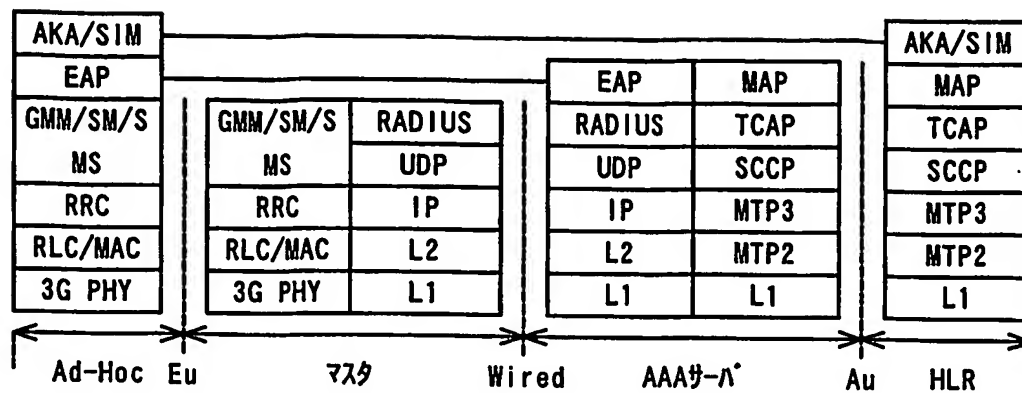 AKA/SIM AKA/SIM
EAP EAP MAP MAP
GMM/SM/S GMM/SM/S RADIUS RADIUS TCAP TCAP
MS MS UDP UDP SCCP SCCP
RRC RRC IP IP MTP3 MTP3
RLC/MAC RLC/MAC L2 L2 MTP2 MTP2
3G PHY 3G PHY L1 L1 L1 L1
Ad-Hoc Eu ﾏｽﾀ Wired AAAｻｰﾊﾞ Au HLR